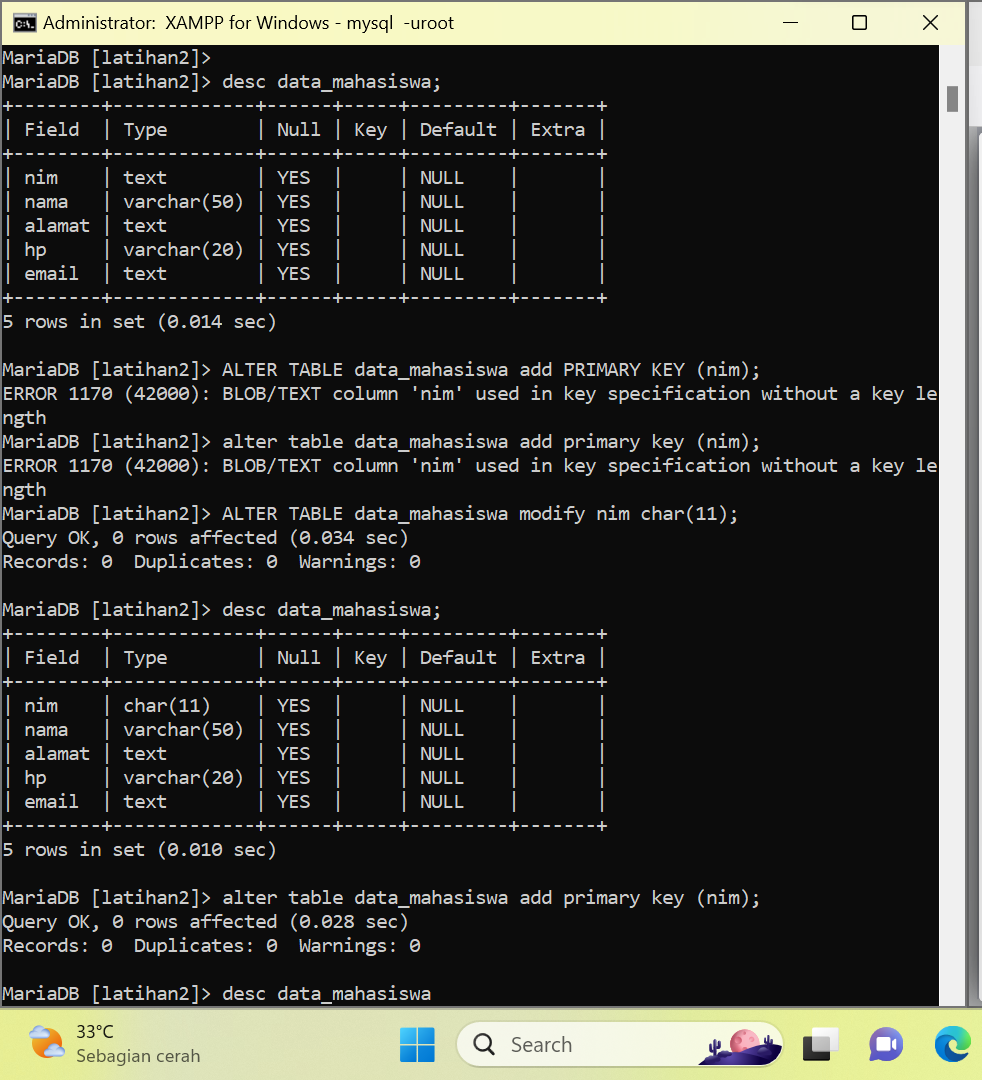 Administrator:  XAMPP for Windows - mysql  -uroot
MariaDB [latihan2]>
MariaDB [latihan2]> desc data_mahasiswa;
+--------+-------------+------+-----+---------+-------+
| Field  | Type        | Null | Key | Default | Extra |
+--------+-------------+------+-----+---------+-------+
| nim    | text        | YES  |     | NULL    |       |
| nama   | varchar(50) | YES  |     | NULL    |       |
| alamat | text        | YES  |     | NULL    |       |
| hp     | varchar(20) | YES  |     | NULL    |       |
| email  | text        | YES  |     | NULL    |       |
+--------+-------------+------+-----+---------+-------+
5 rows in set (0.014 sec)

MariaDB [latihan2]> ALTER TABLE data_mahasiswa add PRIMARY KEY (nim);
ERROR 1170 (42000): BLOB/TEXT column 'nim' used in key specification without a key le
ngth
MariaDB [latihan2]> alter table data_mahasiswa add primary key (nim);
ERROR 1170 (42000): BLOB/TEXT column 'nim' used in key specification without a key le
ngth
MariaDB [latihan2]> ALTER TABLE data_mahasiswa modify nim char(11);
Query OK, 0 rows affected (0.034 sec)
Records: 0  Duplicates: 0  Warnings: 0

MariaDB [latihan2]> desc data_mahasiswa;
+--------+-------------+------+-----+---------+-------+
| Field  | Type        | Null | Key | Default | Extra |
+--------+-------------+------+-----+---------+-------+
| nim    | char(11)    | YES  |     | NULL    |       |
| nama   | varchar(50) | YES  |     | NULL    |       |
| alamat | text        | YES  |     | NULL    |       |
| hp     | varchar(20) | YES  |     | NULL    |       |
| email  | text        | YES  |     | NULL    |       |
+--------+-------------+------+-----+---------+-------+
5 rows in set (0.010 sec)

MariaDB [latihan2]> alter table data_mahasiswa add primary key (nim);
Query OK, 0 rows affected (0.028 sec)
Records: 0  Duplicates: 0  Warnings: 0

MariaDB [latihan2]> desc data_mahasiswa
33°C
Sebagian cerah
Search